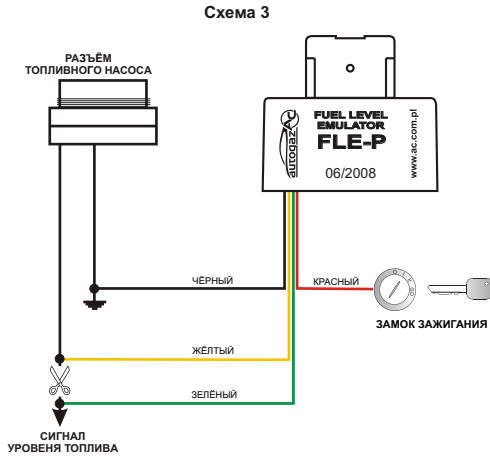 Схема 3
РАЗЪЁМ
ТОПЛИВНОГО НАСОСА
autogaz AC
FUEL LEVEL
EMULATOR
FLE-P
06/2008
www.ac.com.pl
ЧЁРНЫЙ
КРАСНЫЙ
ЗАМОК ЗАЖИГАНИЯ
ЖЁЛТЫЙ
ЗЕЛЁНЫЙ
СИГНАЛ
УРОВЕНЯ ТОПЛИВА